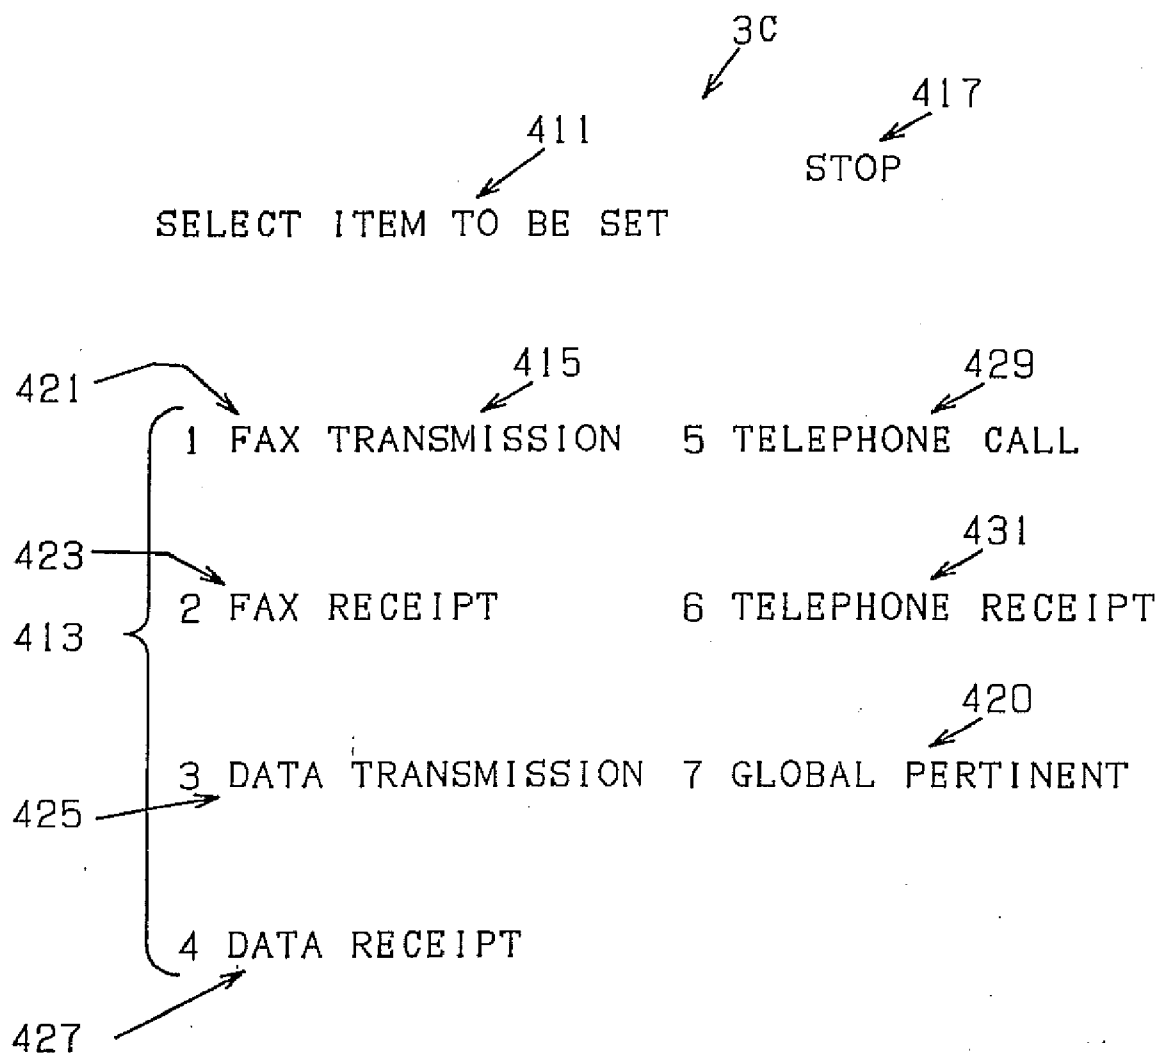 3C
417
411
STOP
SELECT ITEM TO BE SET
415
429
421
1 FAX TRANSMISSION 5 TELEPHONE CALL
431
423
2 FAX RECEIPT 6 TELEPHONE RECEIPT
413
420
3 DATA TRANSMISSION 7 GLOBAL PERTINENT
425
4 DATA RECEIPT
427